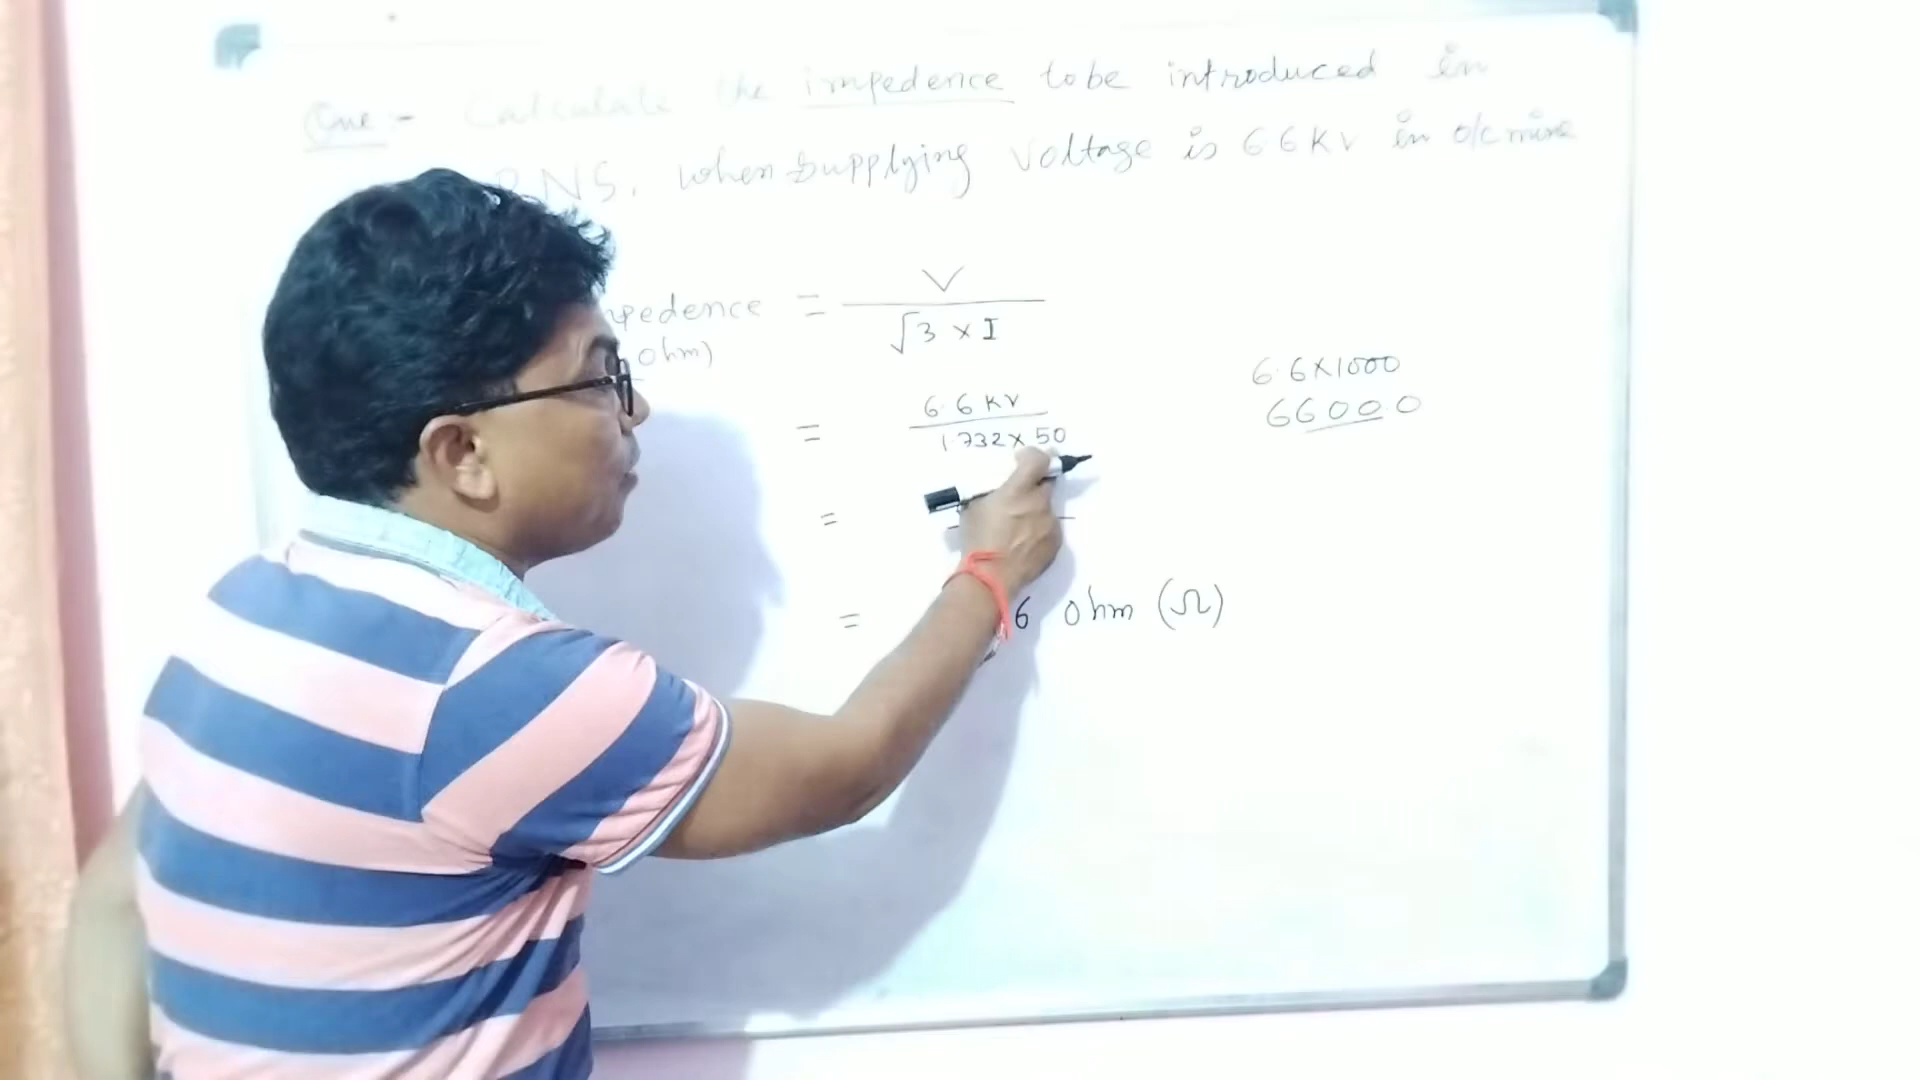 Que:- Calculate the impedence to be introduced in
RNS, when supplying voltage is 6.6 KV in o/c mine
pedence = V / √3 × I
ohm)
= 6.6 KV / 1.732 × 50
6.6×1000
66000
=
= 6 ohm (Ω)